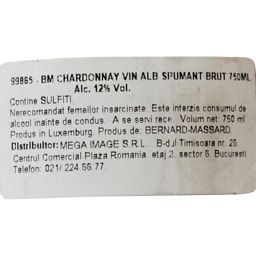 99865 - BM CHARDONNAY VIN ALB SPUMANT BRUT 750ML
Alc. 12% Vol.
Contine SULFITI.
Nerecomandat femeilor insarcinate. Este interzis consumul de
alcool inainte de condus. A se servi rece. Volum net: 750 ml
Produs in Luxemburg. Produs de: BERNARD-MASSARD.
Distribuitor: MEGA IMAGE S.R.L. B-dul Timisoara nr. 26
Centrul Comercial Plaza Romania, etaj 2, sector 6, Bucuresti
Telefon: 021/ 224.66.77.